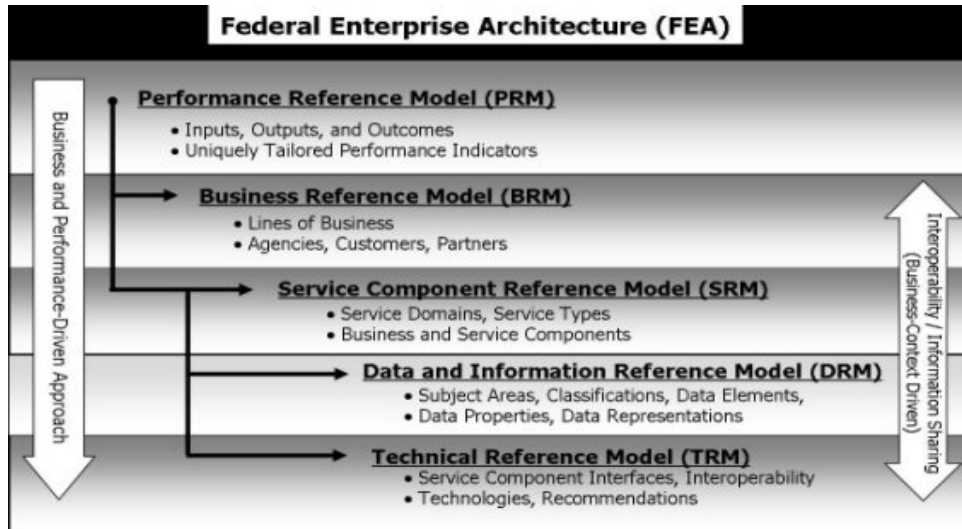 Federal Enterprise Architecture (FEA)
Performance Reference Model (PRM)
• Inputs, Outputs, and Outcomes
• Uniquely Tailored Performance Indicators
Business Reference Model (BRM)
• Lines of Business
• Agencies, Customers, Partners
Service Component Reference Model (SRM)
• Service Domains, Service Types
• Business and Service Components
Data and Information Reference Model (DRM)
• Subject Areas, Classifications, Data Elements,
• Data Properties, Data Representations
Technical Reference Model (TRM)
• Service Component Interfaces, Interoperability
• Technologies, Recommendations
Business and Performance-Driven Approach
Interoperability / Information Sharing
(Business-Context Driven)